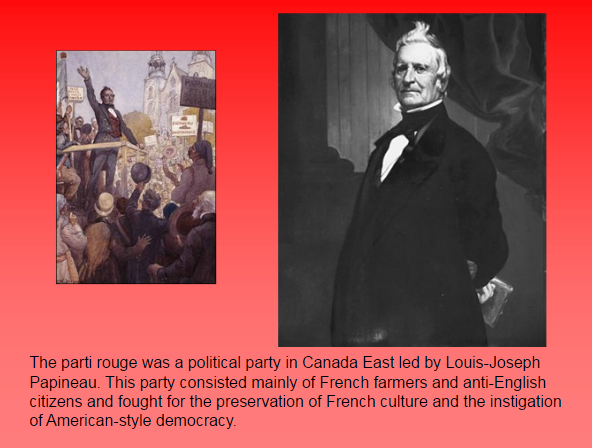 The parti rouge was a political party in Canada East led by Louis-Joseph
Papineau. This party consisted mainly of French farmers and anti-English
citizens and fought for the preservation of French culture and the instigation
of American-style democracy.